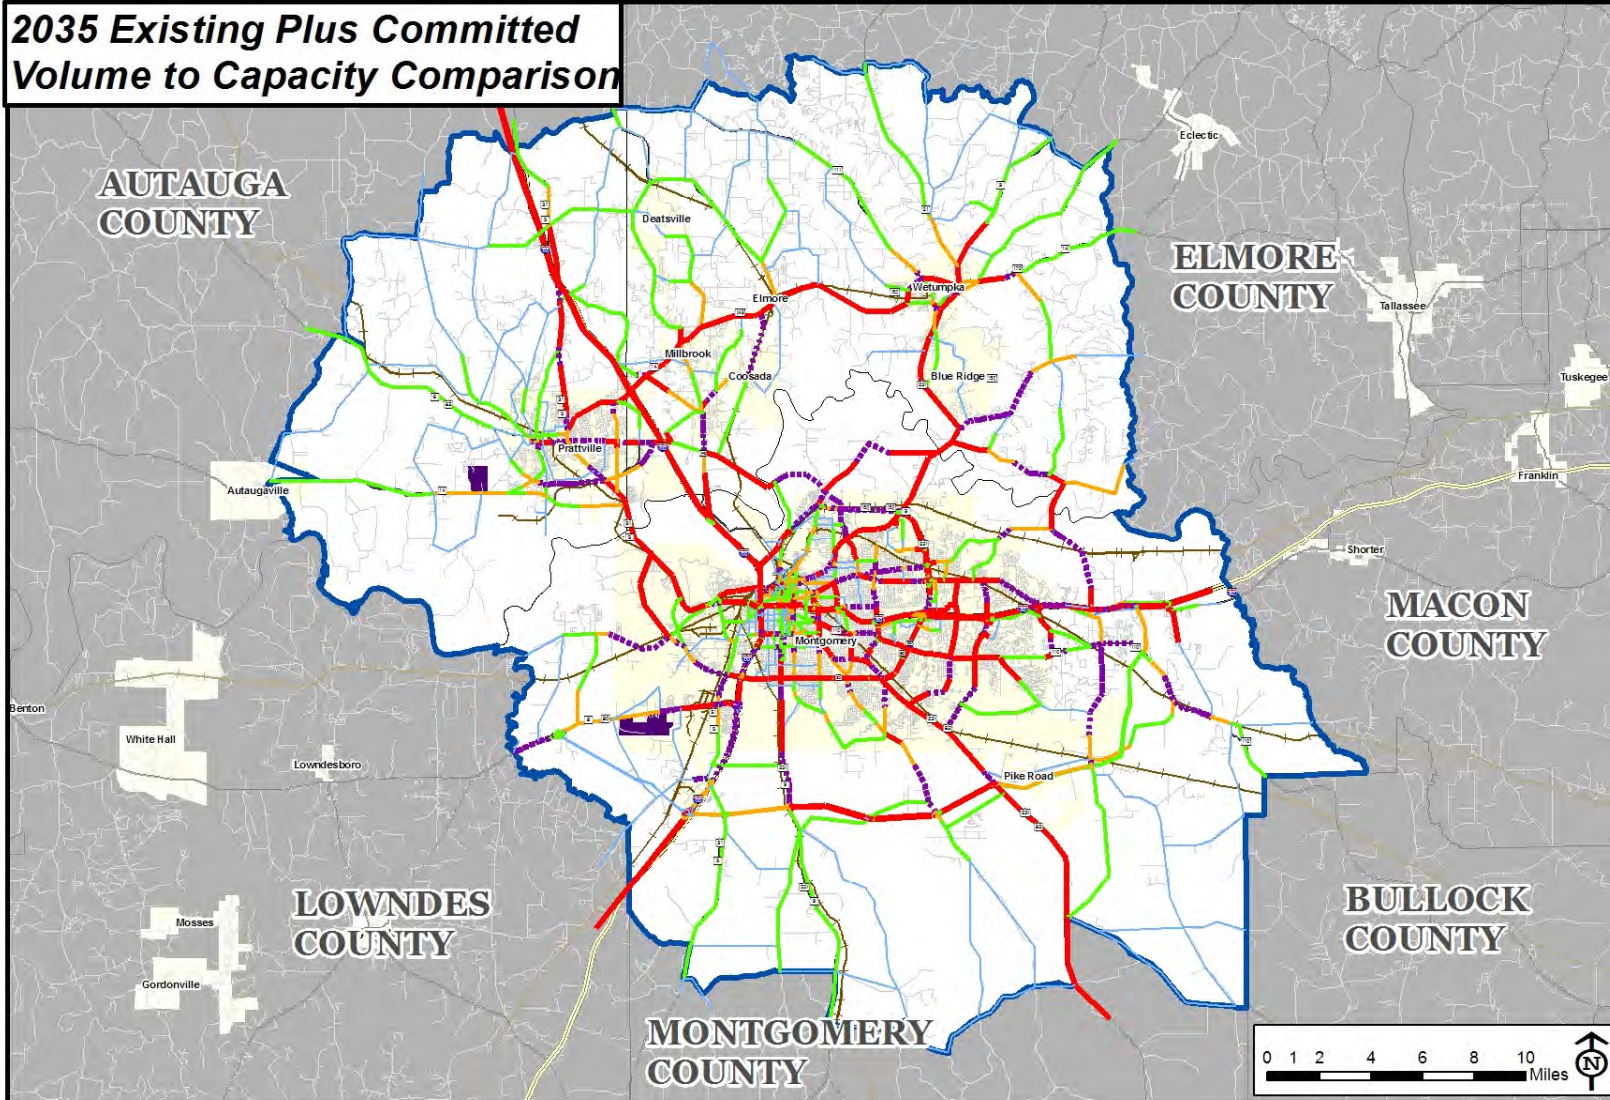 2035 Existing Plus Committed
Volume to Capacity Comparison
Eclectic
AUTAUGA
COUNTY
Deatsville
ELMORE
COUNTY
Wetumpka
Elmore
Tallassee
Millbrook
Coosada
Blue Ridge
Tuskegee
Prattville
Franklin
Autaugaville
Shorter
MACON
COUNTY
Montgomery
Benton
White Hall
Lowndesboro
Pike Road
LOWNDES
COUNTY
BULLOCK
COUNTY
Mosses
Gordonville
MONTGOMERY
COUNTY
0 1 2 4 6 8 10
Miles
N